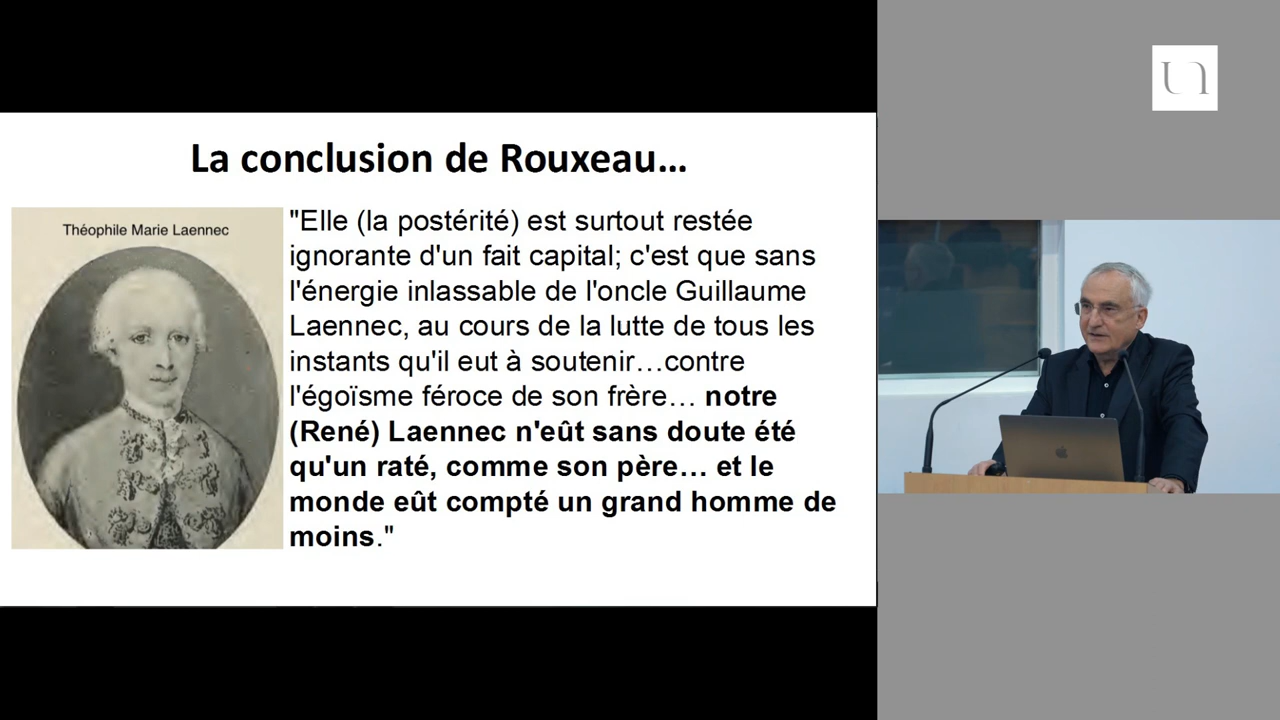 La conclusion de Rouxeau...
Théophile Marie Laennec
"Elle (la postérité) est surtout restée
ignorante d'un fait capital; c'est que sans
l'énergie inlassable de l'oncle Guillaume
Laennec, au cours de la lutte de tous les
instants qu'il eut à soutenir...contre
l'égoïsme féroce de son frère... notre
(René) Laennec n'eût sans doute été
qu'un raté, comme son père... et le
monde eût compté un grand homme de
moins."